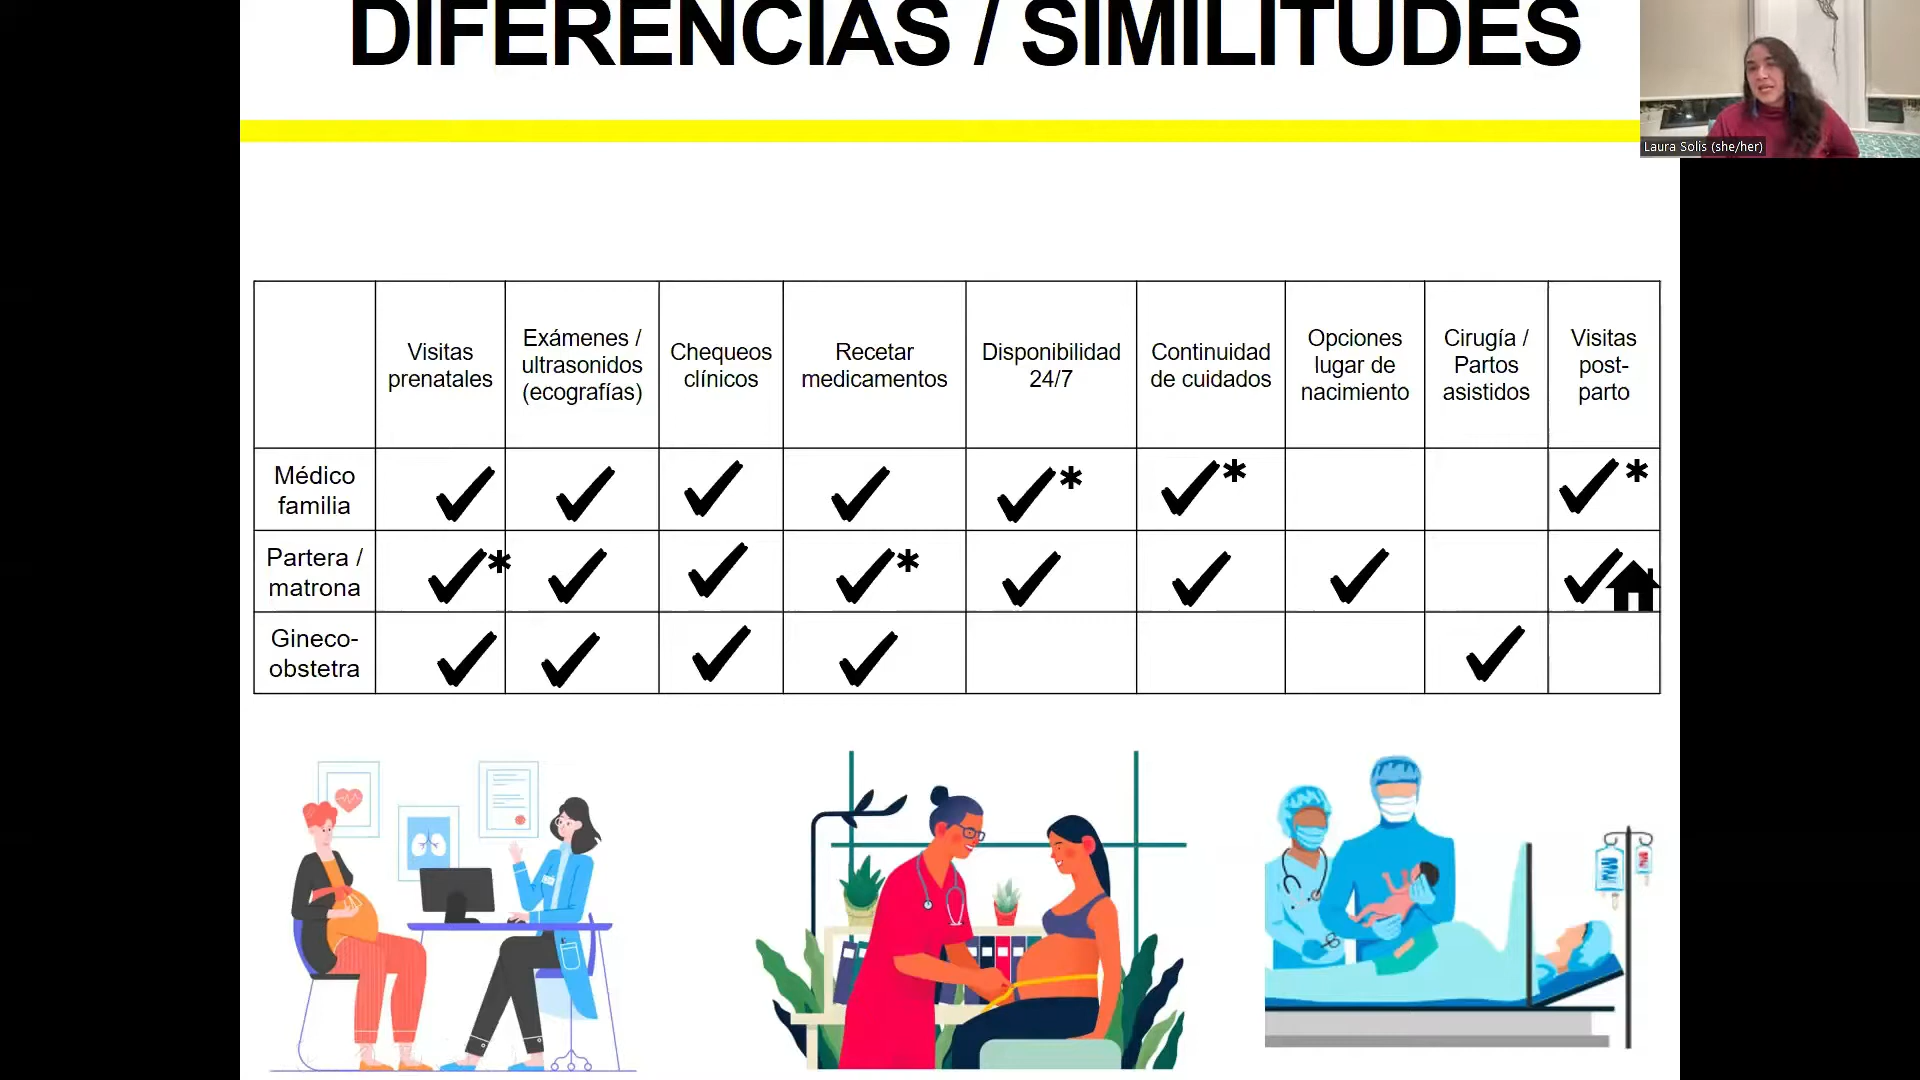 DIFERENCIAS / SIMILITUDES
Laura Solis (she/her)
Visitas
prenatales
Exámenes /
ultrasonidos
(ecografías)
Chequeos
clínicos
Recetar
medicamentos
Disponibilidad
24/7
Continuidad
de cuidados
Opciones
lugar de
nacimiento
Cirugía /
Partos
asistidos
Visitas
post-
parto
Médico
familia
✓
✓
✓
✓
✓*
✓*
✓*
Partera /
matrona
✓*
✓
✓
✓*
✓
✓
✓
✓
Gineco-
obstetra
✓
✓
✓
✓
✓